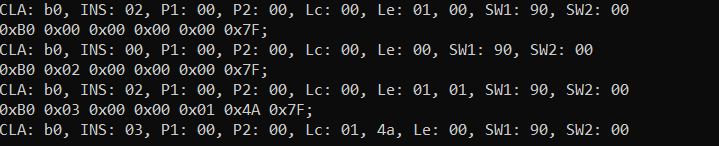 CLA: b0, INS: 02, P1: 00, P2: 00, Lc: 00, Le: 01, 00, SW1: 90, SW2: 00
0xB0 0x00 0x00 0x00 0x00 0x7F;
CLA: b0, INS: 00, P1: 00, P2: 00, Lc: 00, Le: 00, SW1: 90, SW2: 00
0xB0 0x02 0x00 0x00 0x00 0x7F;
CLA: b0, INS: 02, P1: 00, P2: 00, Lc: 00, Le: 01, 01, SW1: 90, SW2: 00
0xB0 0x03 0x00 0x00 0x01 0x4A 0x7F;
CLA: b0, INS: 03, P1: 00, P2: 00, Lc: 01, 4a, Le: 00, SW1: 90, SW2: 00